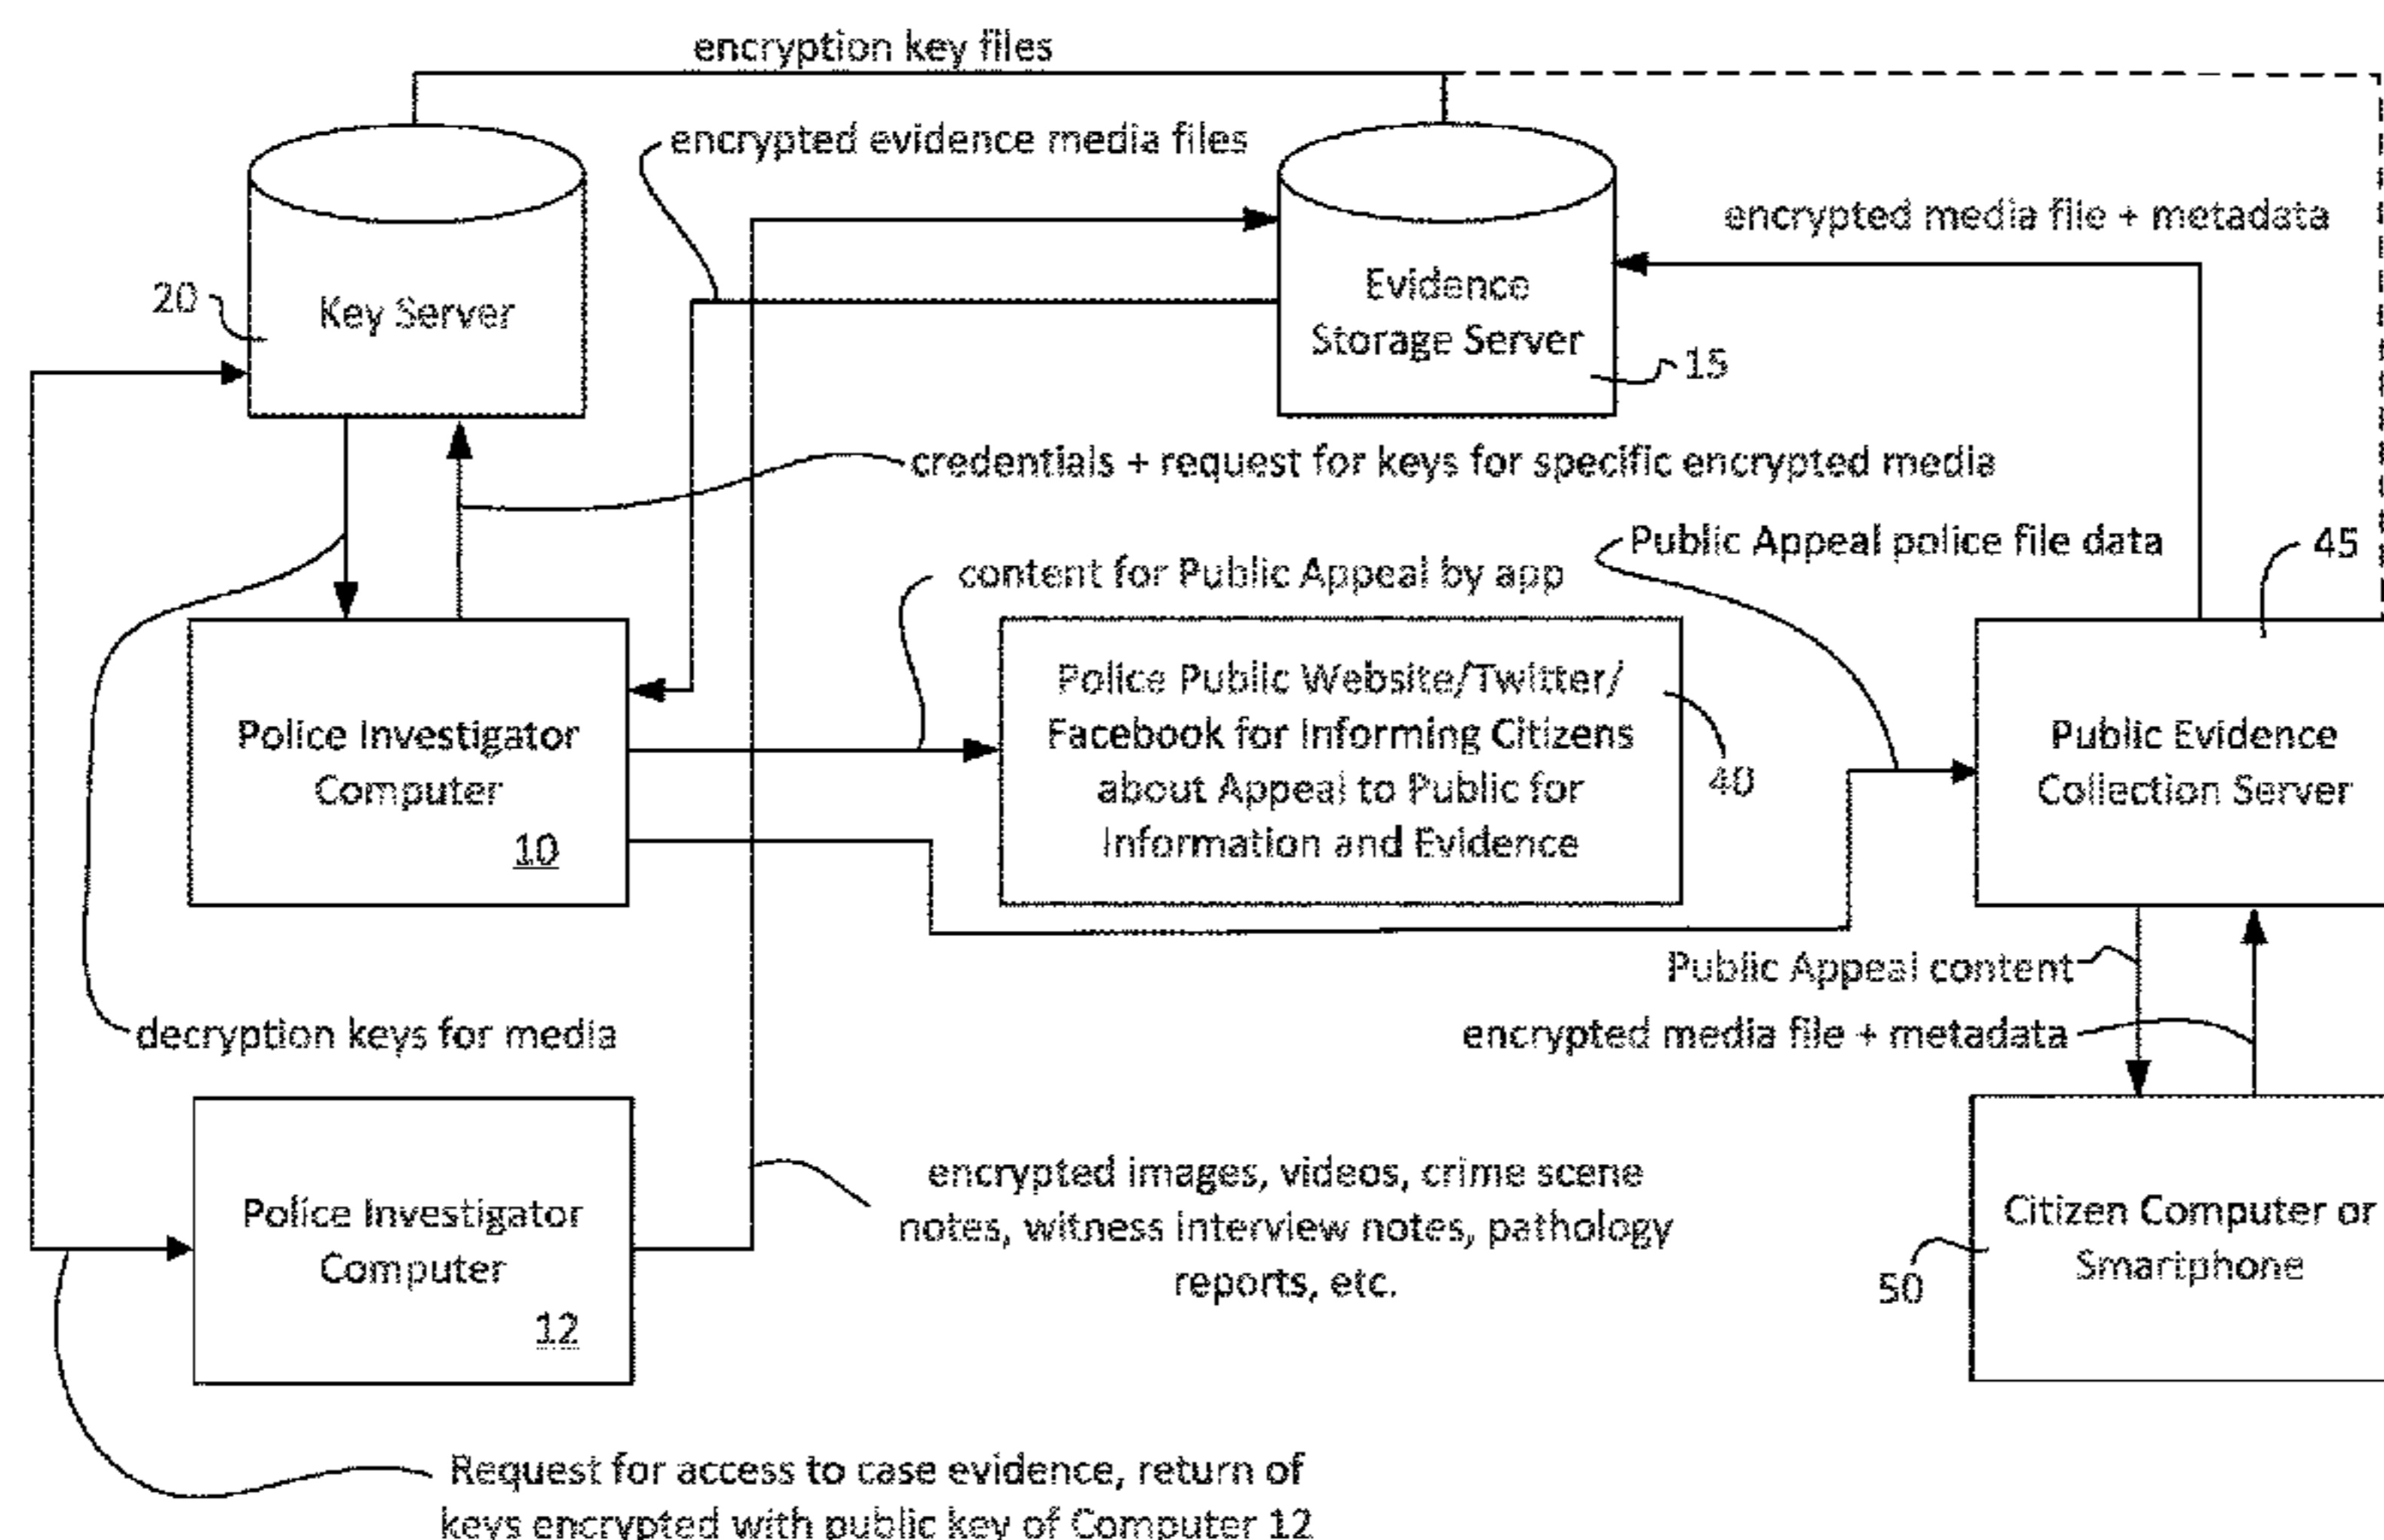 encryption key files
encrypted evidence media files
encrypted media file + metadata
20
Key Server
Evidence
Storage Server
15
credentials + request for keys for specific encrypted media
Public Appeal police file data
45
content for Public Appeal by app
Police Investigator
Computer
10
Police Public Website/Twitter/
Facebook for Informing Citizens
about Appeal to Public for
Information and Evidence
40
Public Evidence
Collection Server
Public Appeal content
encrypted media file + metadata
decryption keys for media
Police Investigator
Computer
12
encrypted images, videos, crime scene
notes, witness interview notes, pathology
reports, etc.
Citizen Computer or
Smartphone
50
Request for access to case evidence, return of
keys encrypted with public key of Computer 12